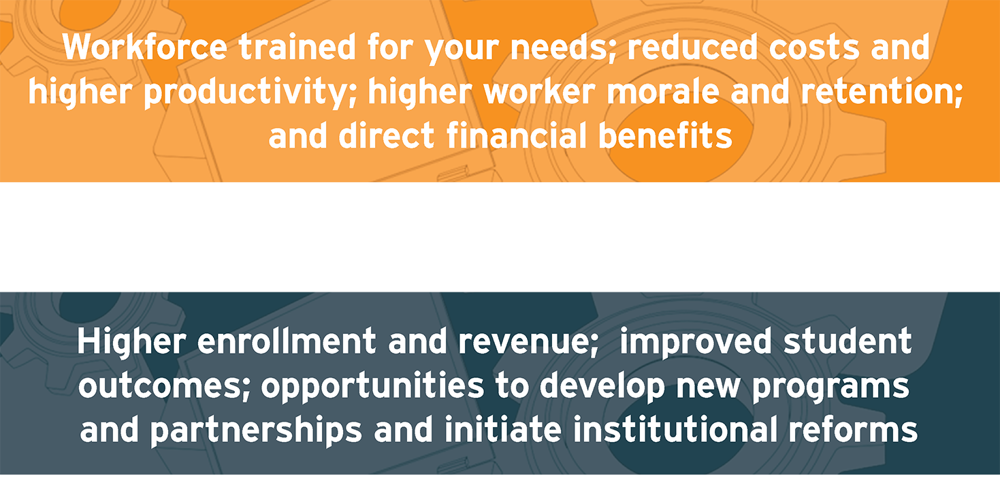 Workforce trained for your needs; reduced costs and
higher productivity; higher worker morale and retention;
and direct financial benefits
Higher enrollment and revenue;  improved student
outcomes; opportunities to develop new programs
and partnerships and initiate institutional reforms